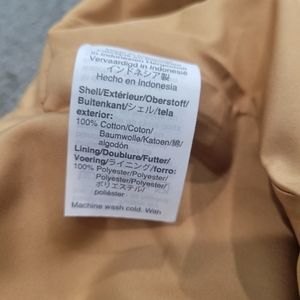 Vervaardigd in Indonesië
インドネシア製
Hecho en Indonesia
Shell/Extérieur/Oberstoff/
Buitenkant/シェル/tela
exterior:
100% Cotton/Coton/
Baumwolle/Katoen/綿/
algodón
Lining/Doublure/Futter/
Voering/ライニング/forro:
100% Polyester/Polyester/
Polyester/Polyester/
ポリエステル/
poliéster
Machine wash cold. Wash